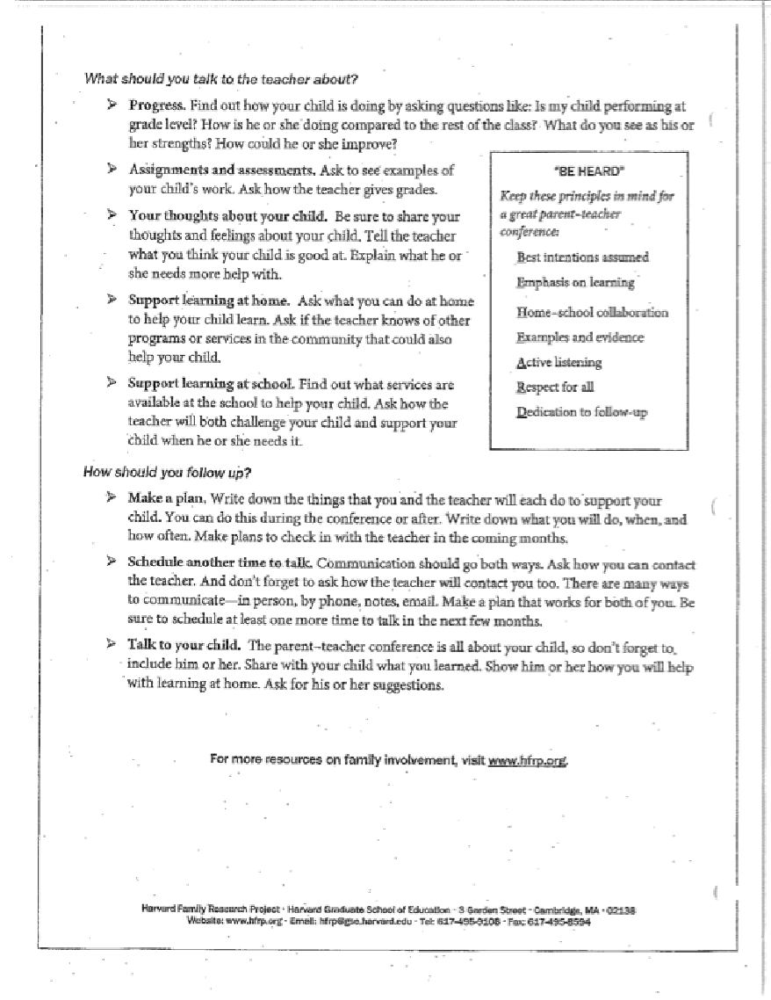 What should you talk to the teacher about?
➢ Progress. Find out how your child is doing by asking questions like: Is my child performing at
grade level? How is he or she doing compared to the rest of the class? What do you see as his or
her strengths? How could he or she improve?
➢ Assignments and assessments. Ask to see examples of
your child's work. Ask how the teacher gives grades.
➢ Your thoughts about your child. Be sure to share your
thoughts and feelings about your child. Tell the teacher
what you think your child is good at. Explain what he or
she needs more help with.
➢ Support learning at home. Ask what you can do at home
to help your child learn. Ask if the teacher knows of other
programs or services in the community that could also
help your child.
➢ Support learning at school. Find out what services are
available at the school to help your child. Ask how the
teacher will both challenge your child and support your
child when he or she needs it.
"BE HEARD"
Keep these principles in mind for
a great parent–teacher
conference:
Best intentions assumed
Emphasis on learning
Home–school collaboration
Examples and evidence
Active listening
Respect for all
Dedication to follow-up
How should you follow up?
➢ Make a plan. Write down the things that you and the teacher will each do to support your
child. You can do this during the conference or after. Write down what you will do, when, and
how often. Make plans to check in with the teacher in the coming months.
➢ Schedule another time to talk. Communication should go both ways. Ask how you can contact
the teacher. And don't forget to ask how the teacher will contact you too. There are many ways
to communicate—in person, by phone, notes, email. Make a plan that works for both of you. Be
sure to schedule at least one more time to talk in the next few months.
➢ Talk to your child. The parent–teacher conference is all about your child, so don't forget to
include him or her. Share with your child what you learned. Show him or her how you will help
with learning at home. Ask for his or her suggestions.
For more resources on family involvement, visit www.hfrp.org.
Harvard Family Research Project · Harvard Graduate School of Education · 3 Garden Street · Cambridge, MA · 02138
Website: www.hfrp.org · Email: hfrp@gse.harvard.edu · Tel: 617-495-9108 · Fax: 617-495-8594